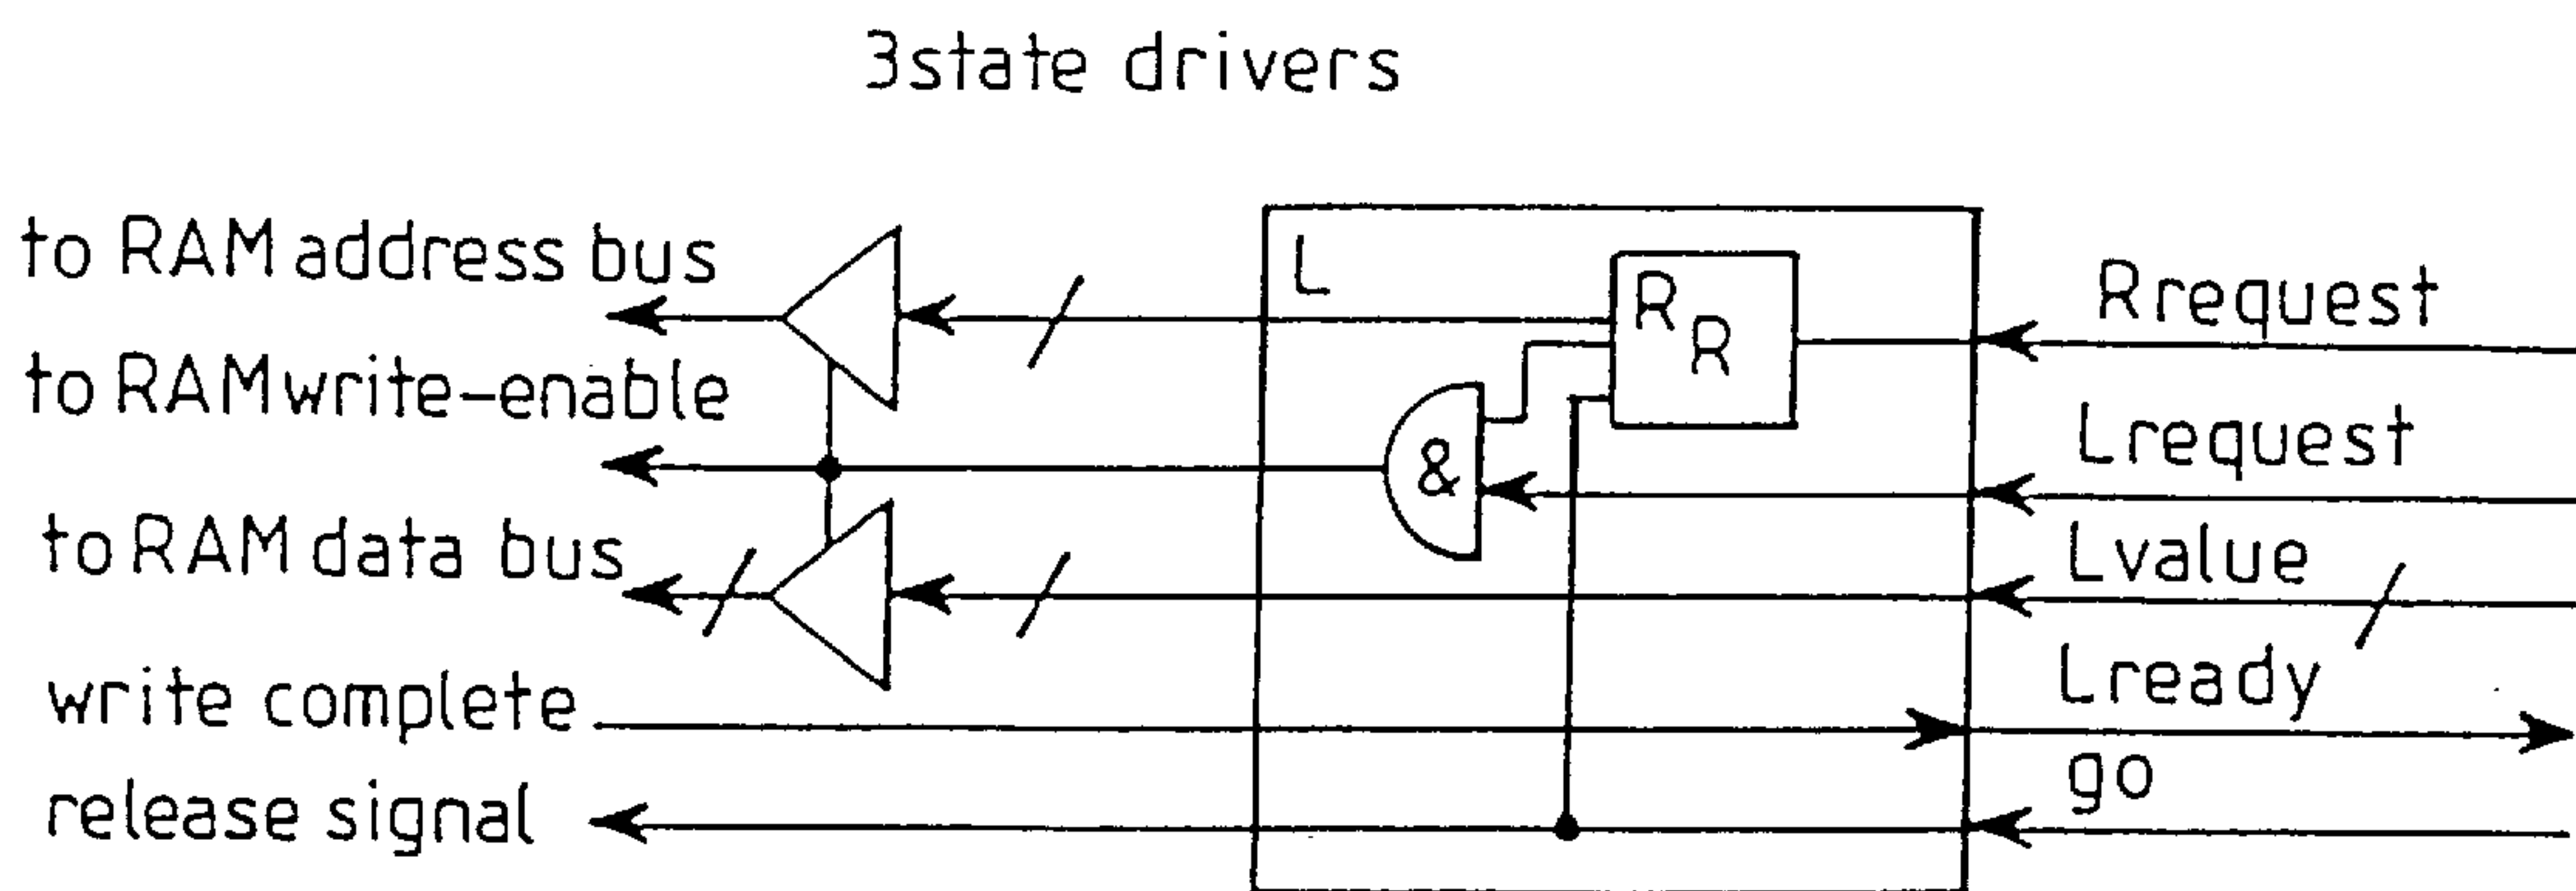 3state drivers
to RAM address bus
L
R
R
Rrequest
to RAM write-enable
&
Lrequest
to RAM data bus
Lvalue
write complete
Lready
release signal
go